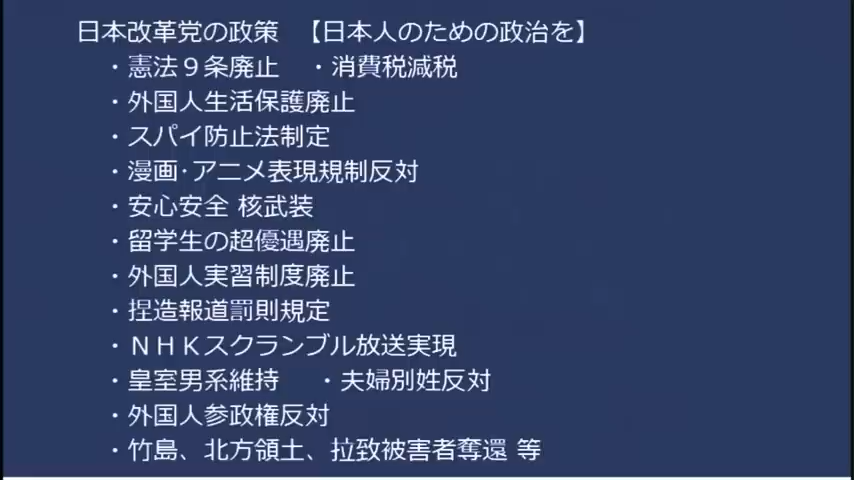 日本改革党の政策　【日本人のための政治を】
・憲法９条廃止　・消費税減税
・外国人生活保護廃止
・スパイ防止法制定
・漫画･アニメ表現規制反対
・安心安全 核武装
・留学生の超優遇廃止
・外国人実習制度廃止
・捏造報道罰則規定
・ＮＨＫスクランブル放送実現
・皇室男系維持　・夫婦別姓反対
・外国人参政権反対
・竹島、北方領土、拉致被害者奪還 等